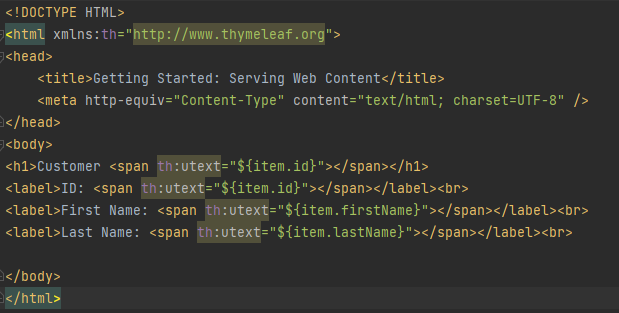 <!DOCTYPE HTML>
<html xmlns:th="http://www.thymeleaf.org">
<head>
    <title>Getting Started: Serving Web Content</title>
    <meta http-equiv="Content-Type" content="text/html; charset=UTF-8" />
</head>
<body>
<h1>Customer <span th:utext="${item.id}"></span></h1>
<label>ID: <span th:utext="${item.id}"></span></label><br>
<label>First Name: <span th:utext="${item.firstName}"></span></label><br>
<label>Last Name: <span th:utext="${item.lastName}"></span></label><br>

</body>
</html>